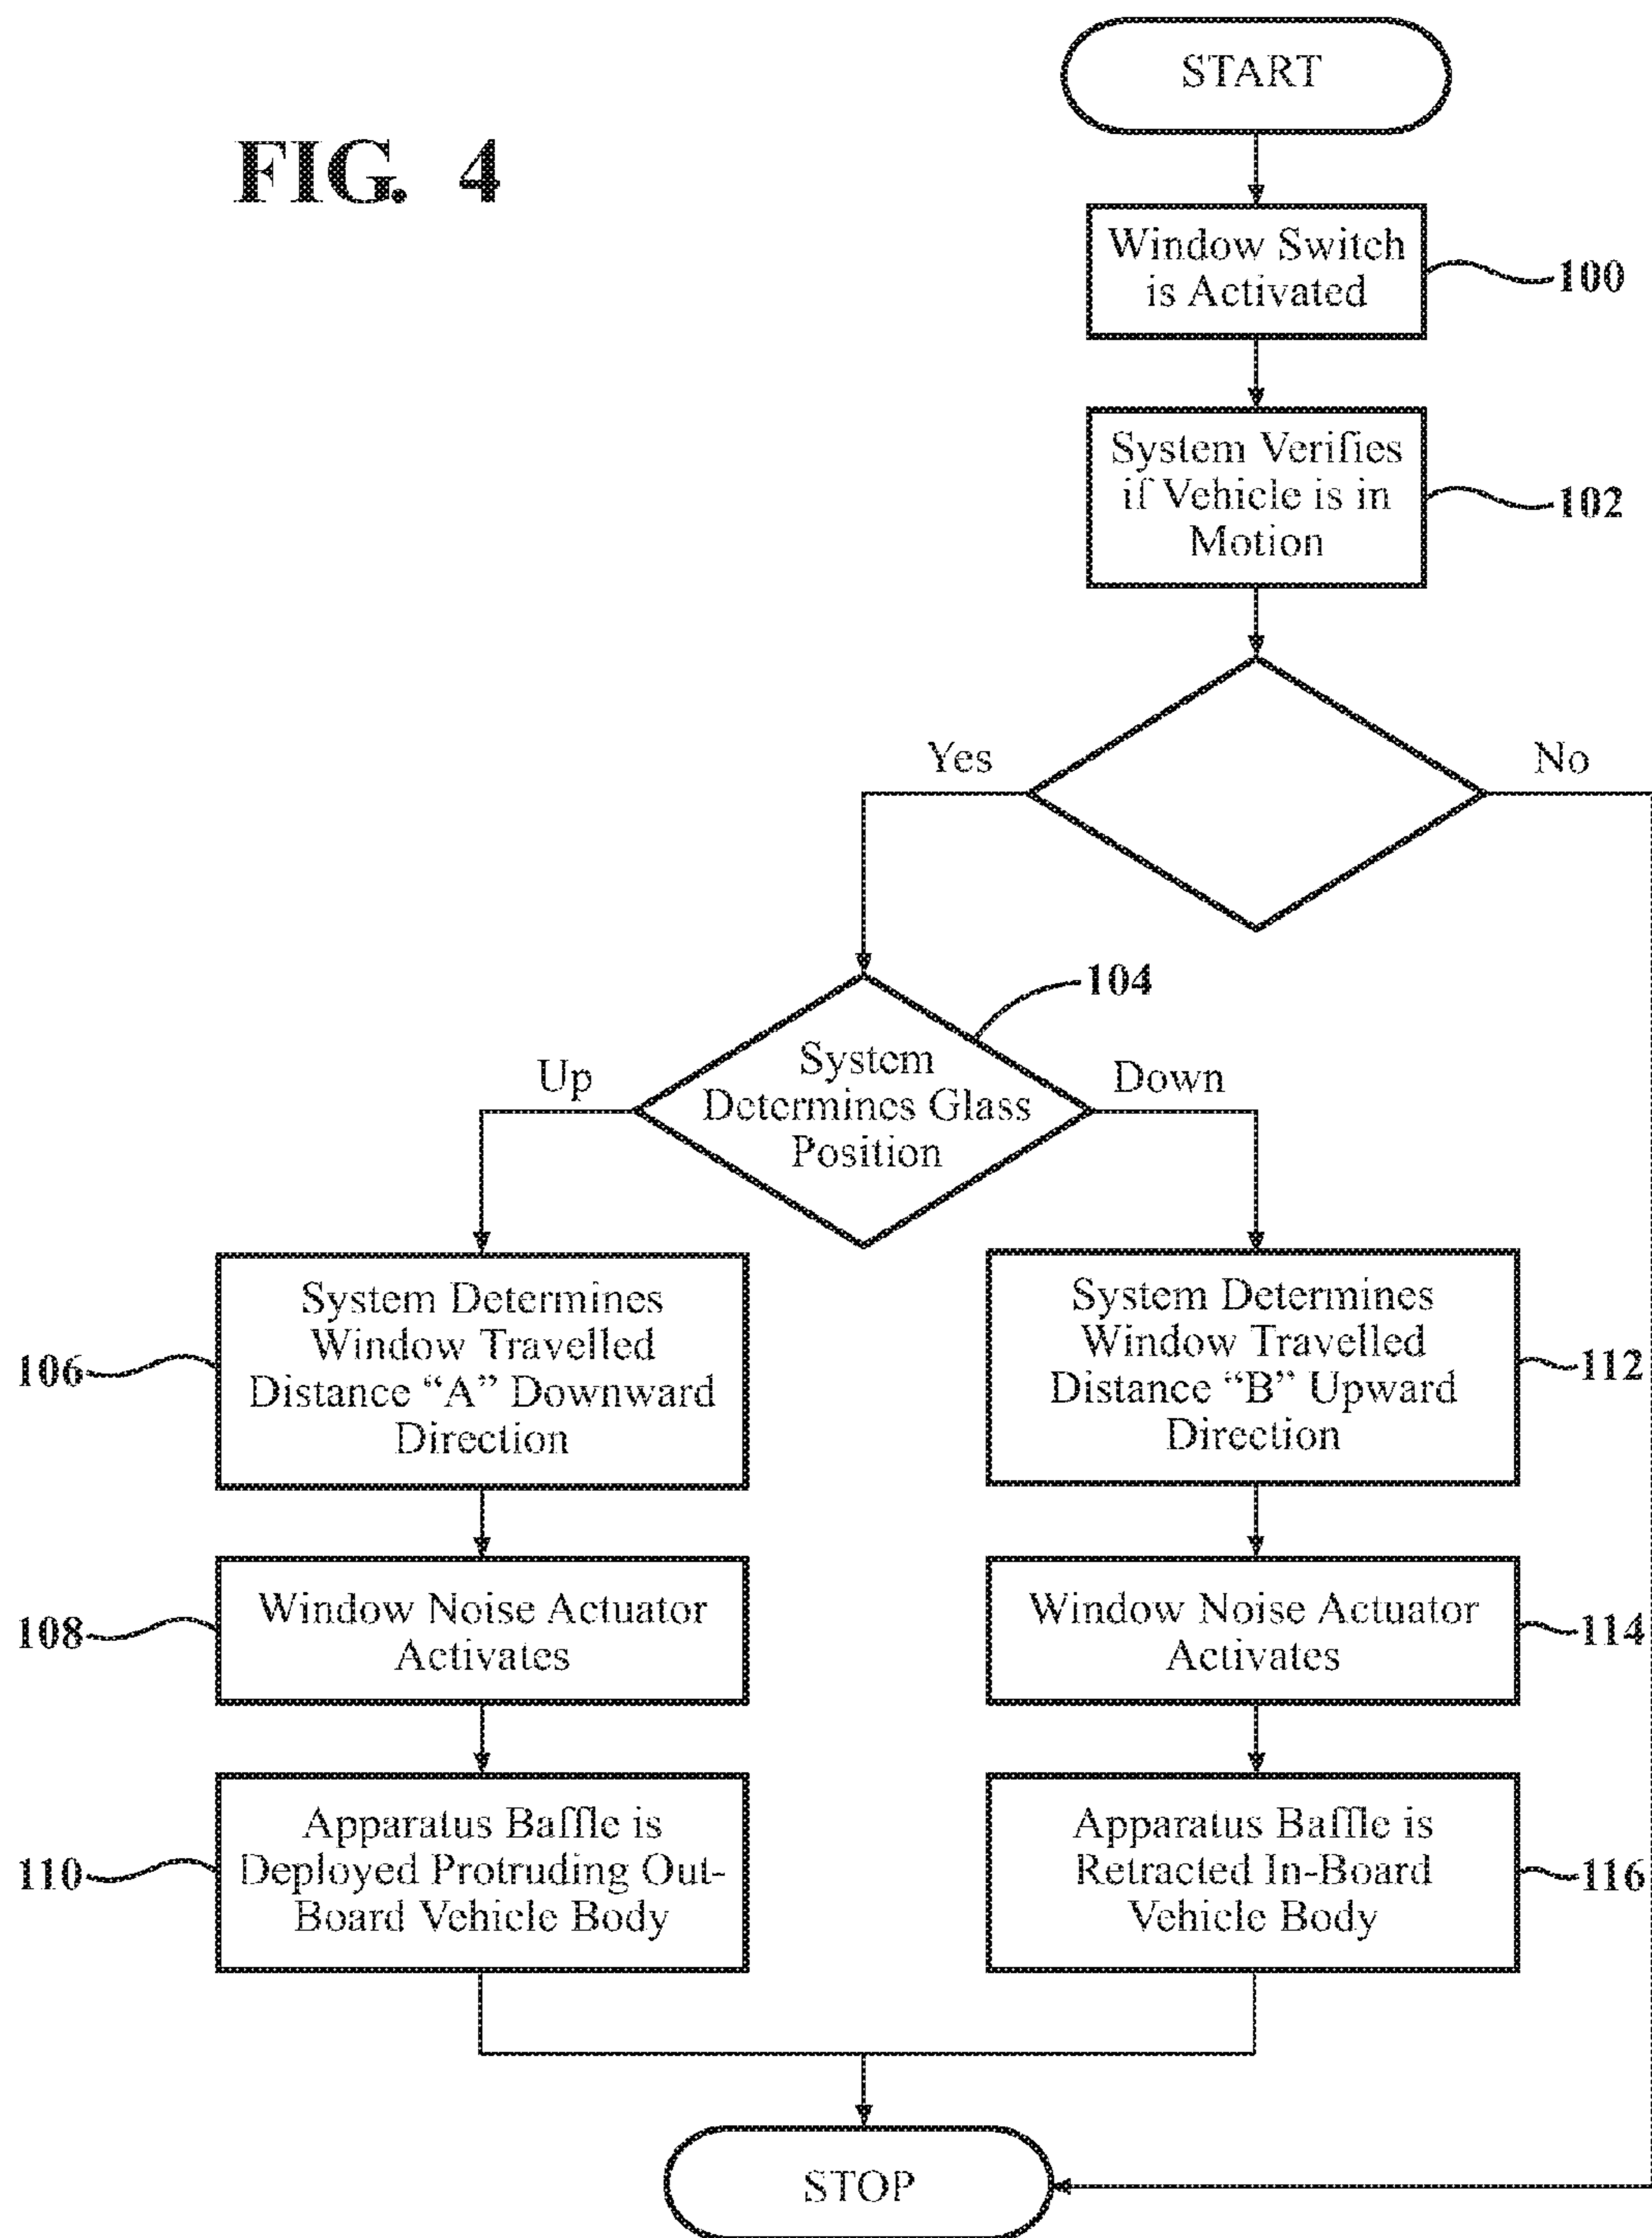 FIG. 4
START
Window Switch
is Activated
100
System Verifies
if Vehicle is in
Motion
102
Yes
No
104
System
Determines Glass
Position
Up
Down
System Determines
Window Travelled
Distance “A” Downward
Direction
106
System Determines
Window Travelled
Distance “B” Upward
Direction
112
Window Noise Actuator
Activates
108
Window Noise Actuator
Activates
114
Apparatus Baffle is
Deployed Protruding Out-
Board Vehicle Body
110
Apparatus Baffle is
Retracted In-Board
Vehicle Body
116
STOP